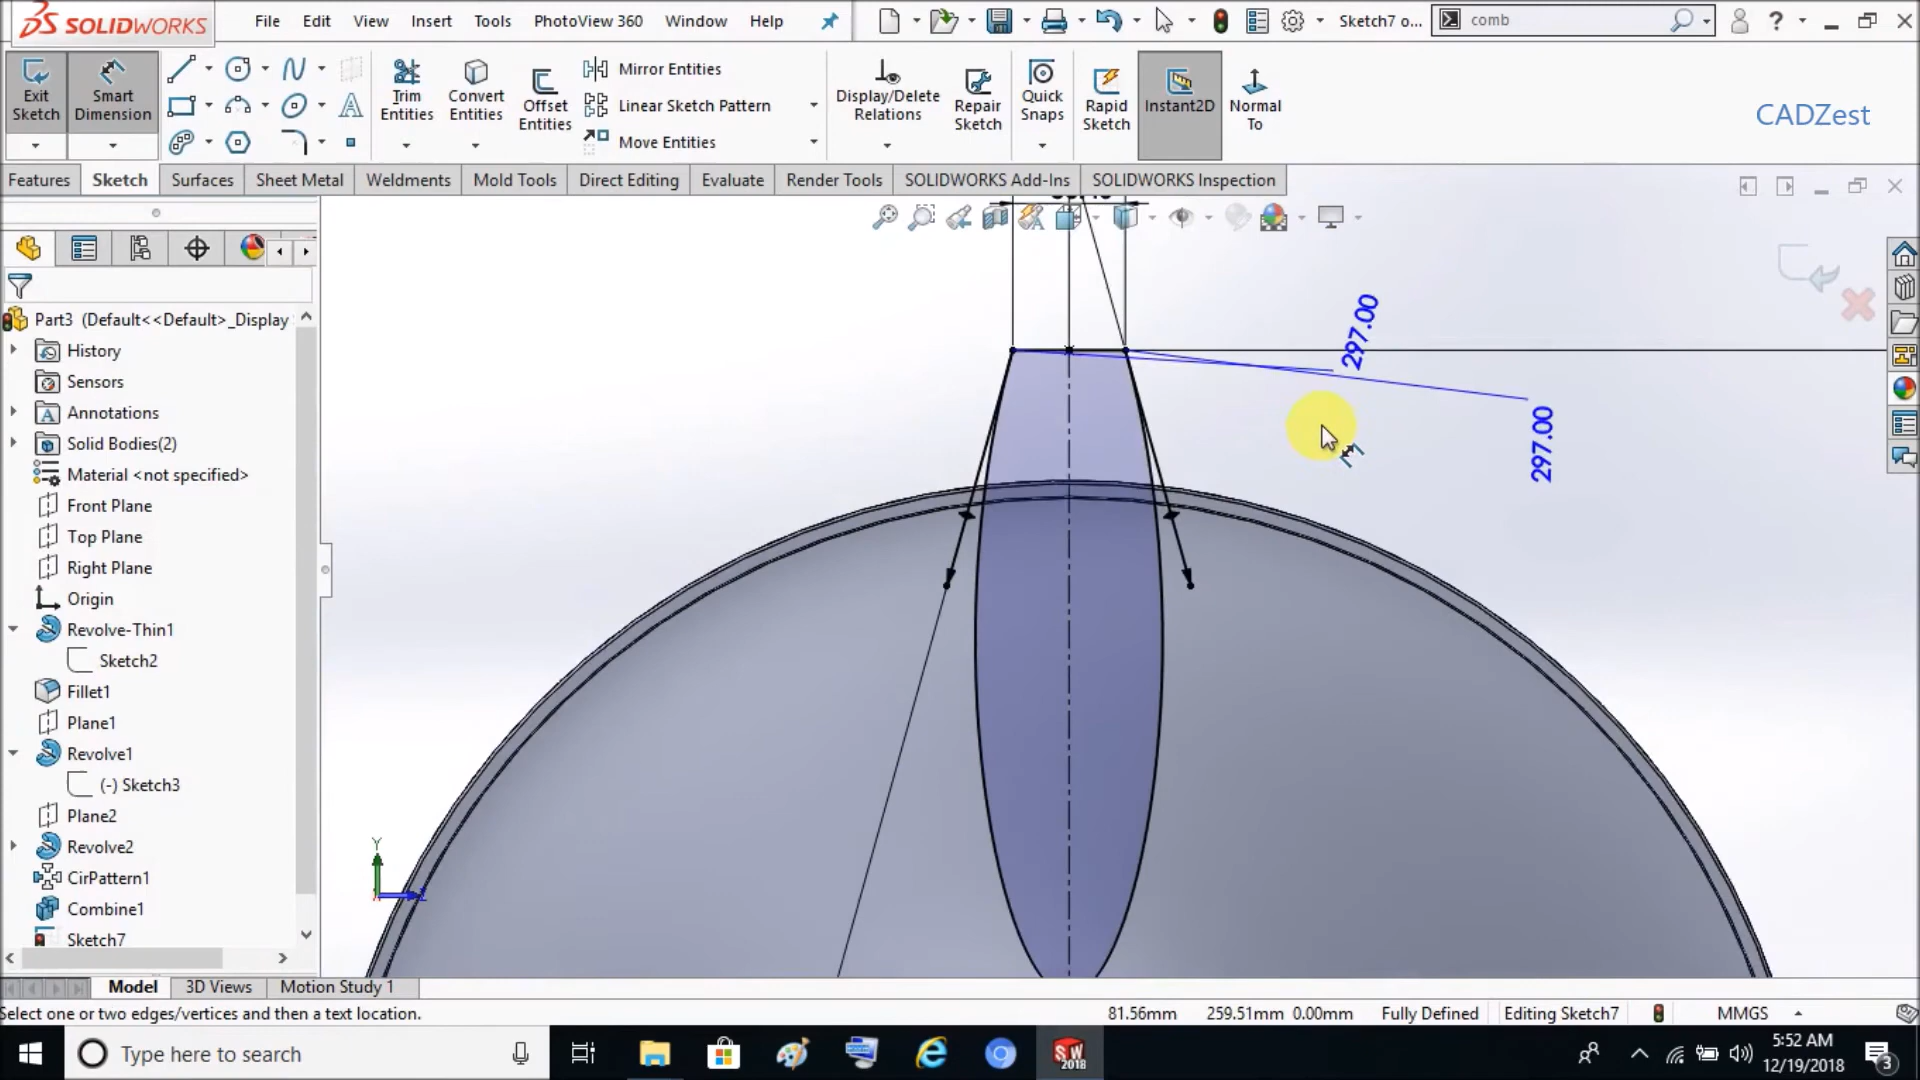 SOLIDWORKS
File Edit View Insert Tools PhotoView 360 Window Help
Sketch7 o...
comb
Exit Sketch
Smart Dimension
Trim Entities
Convert Entities
Offset Entities
Mirror Entities
Linear Sketch Pattern
Move Entities
Display/Delete Relations
Repair Sketch
Quick Snaps
Rapid Sketch
Instant2D
Normal To
CADZest
Features Sketch Surfaces Sheet Metal Weldments Mold Tools Direct Editing Evaluate Render Tools SOLIDWORKS Add-Ins SOLIDWORKS Inspection
Part3 (Default<<Default>_Display
History
Sensors
Annotations
Solid Bodies(2)
Material <not specified>
Front Plane
Top Plane
Right Plane
Origin
Revolve-Thin1
Sketch2
Fillet1
Plane1
Revolve1
(-) Sketch3
Plane2
Revolve2
CirPattern1
Combine1
Sketch7
297.00
297.00
Y
Model 3D Views Motion Study 1
Select one or two edges/vertices and then a text location.
81.56mm 259.51mm 0.00mm Fully Defined Editing Sketch7 MMGS
Type here to search
SW 2018
5:52 AM
12/19/2018
3